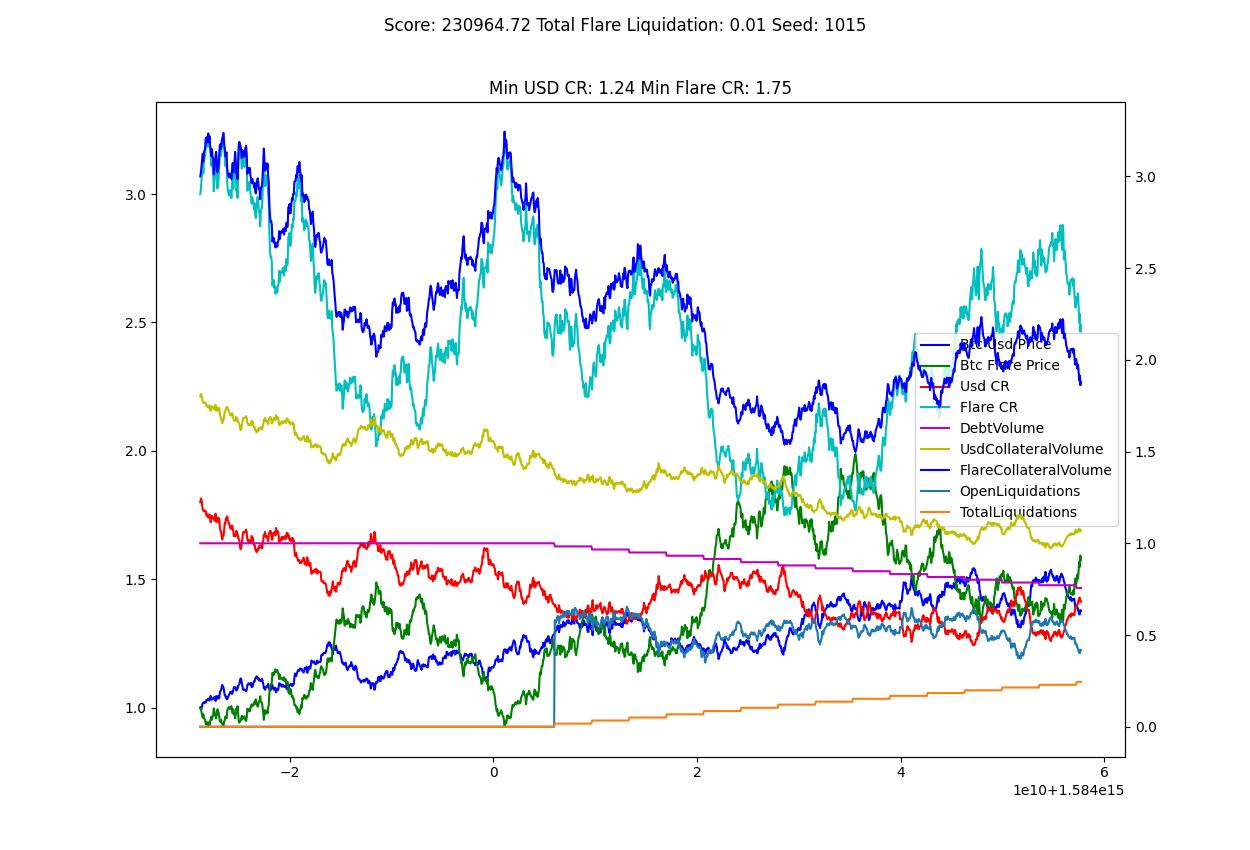 Score: 230964.72 Total Flare Liquidation: 0.01 Seed: 1015
Min USD CR: 1.24 Min Flare CR: 1.75
3.0
2.5
2.0
1.5
1.0
3.0
2.5
2.0
1.5
1.0
0.5
0.0
Btc Usd Price
Btc Flare Price
Usd CR
Flare CR
DebtVolume
UsdCollateralVolume
FlareCollateralVolume
OpenLiquidations
TotalLiquidations
−2 0 2 4 6
1e10+1.584e15